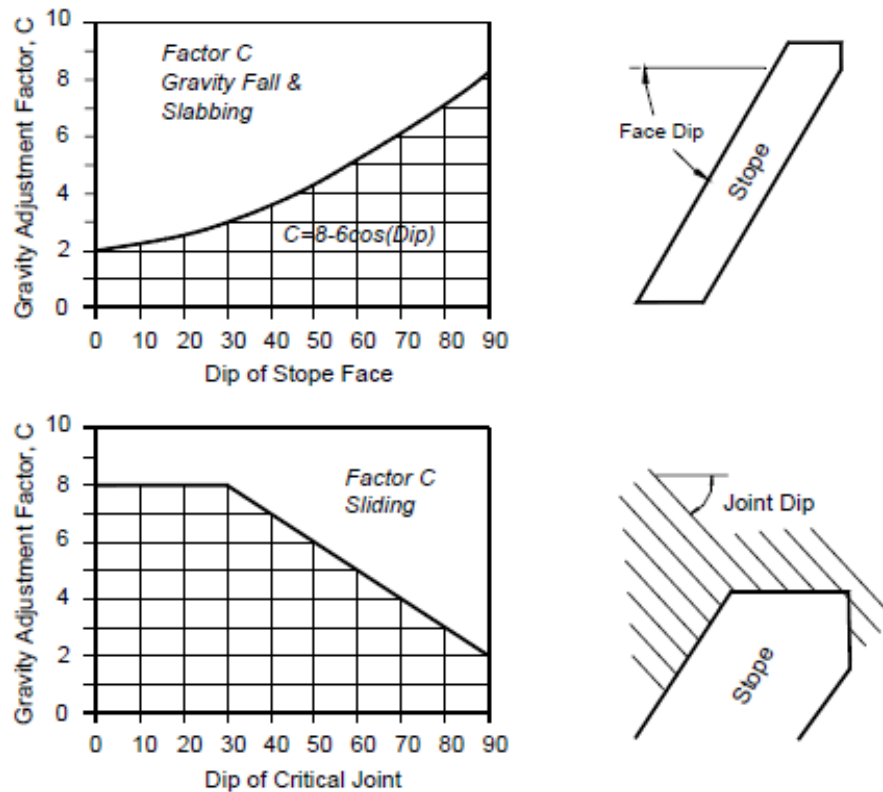 Gravity Adjustment Factor, C
10
8
6
4
2
0
Factor C
Gravity Fall &
Slabbing
C=8-6cos(Dip)
0 10 20 30 40 50 60 70 80 90
Dip of Stope Face
Face Dip
Stope
Gravity Adjustment Factor, C
10
8
6
4
2
0
Factor C
Sliding
0 10 20 30 40 50 60 70 80 90
Dip of Critical Joint
Joint Dip
Stope